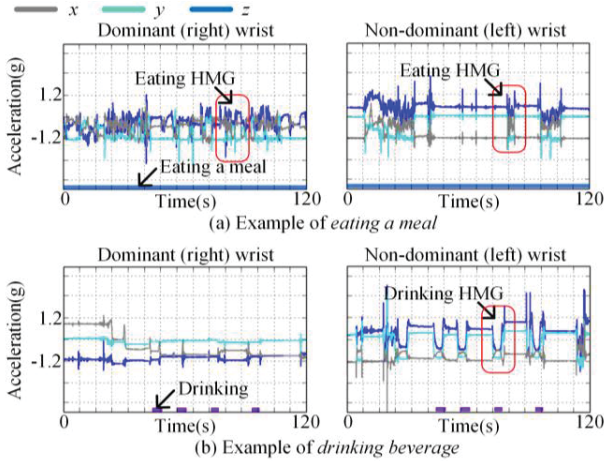 x y z
Dominant (right) wrist Non-dominant (left) wrist
Acceleration(g)
1.2
-1.2
Eating HMG
Eating a meal
Eating HMG
0 120 0 120
Time(s) Time(s)
(a) Example of eating a meal
Dominant (right) wrist Non-dominant (left) wrist
Acceleration(g)
1.2
-1.2
Drinking
Drinking HMG
0 120 0 120
Time(s) Time(s)
(b) Example of drinking beverage